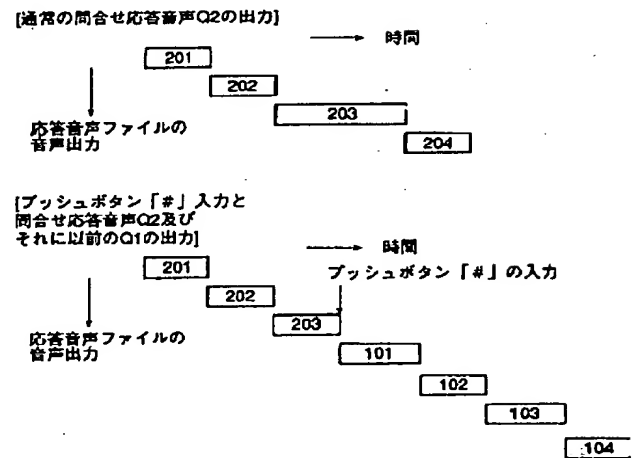 [通常の問合せ応答音声Q2の出力]
時間
201
202
203
204
応答音声ファイルの
音声出力
[プッシュボタン「#」入力と
問合せ応答音声Q2及び
それに以前のQ1の出力]
時間
プッシュボタン「#」の入力
201
202
203
応答音声ファイルの
音声出力
101
102
103
104